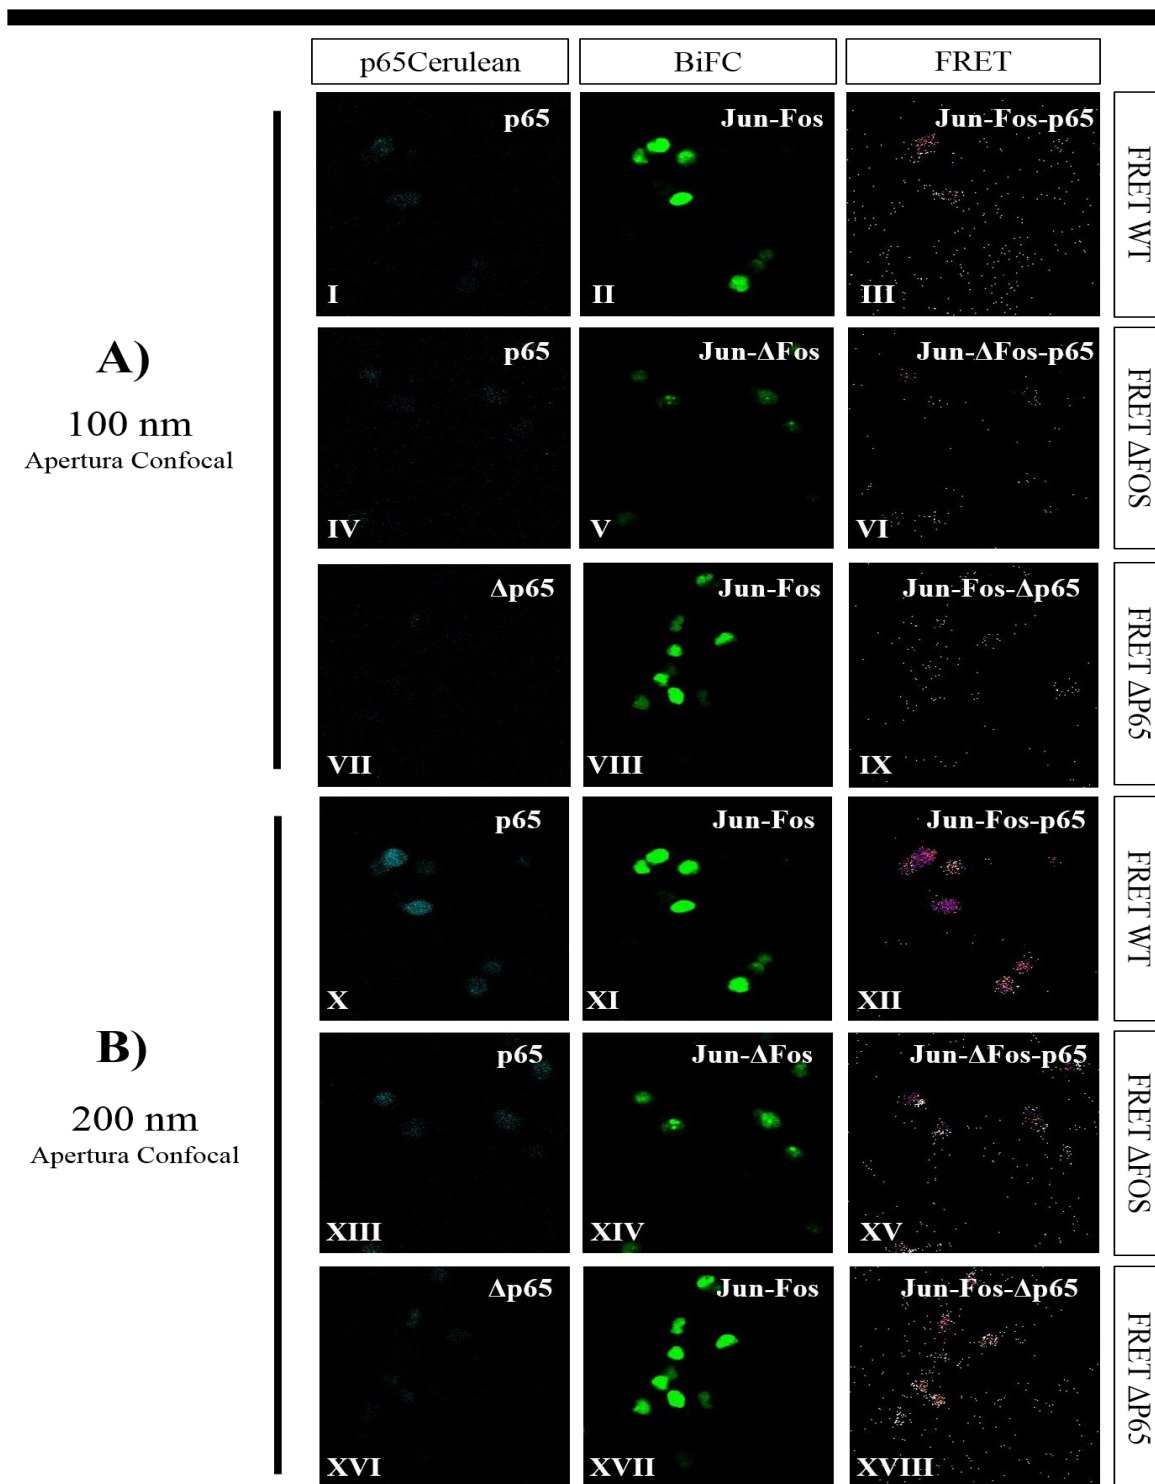 p65Cerulean
BiFC
FRET
A)
100 nm
Apertura Confocal
p65
I
Jun-Fos
II
Jun-Fos-p65
III
FRET WT
p65
IV
Jun-ΔFos
V
Jun-ΔFos-p65
VI
FRET ΔFOS
Δp65
VII
Jun-Fos
VIII
Jun-Fos-Δp65
IX
FRET ΔP65
B)
200 nm
Apertura Confocal
p65
X
Jun-Fos
XI
Jun-Fos-p65
XII
FRET WT
p65
XIII
Jun-ΔFos
XIV
Jun-ΔFos-p65
XV
FRET ΔFOS
Δp65
XVI
Jun-Fos
XVII
Jun-Fos-Δp65
XVIII
FRET ΔP65